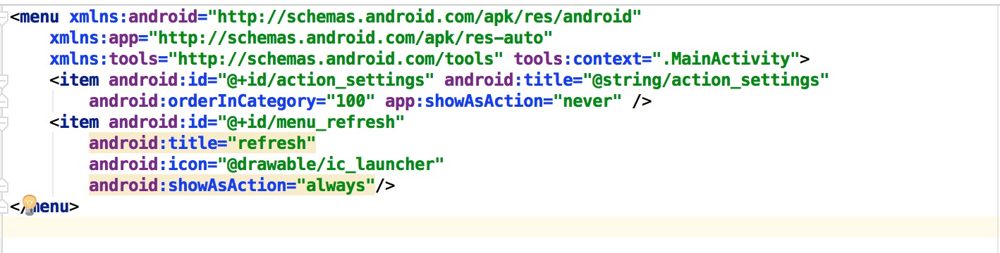 <menu xmlns:android="http://schemas.android.com/apk/res/android"
xmlns:app="http://schemas.android.com/apk/res-auto"
xmlns:tools="http://schemas.android.com/tools" tools:context=".MainActivity">
<item android:id="@+id/action_settings" android:title="@string/action_settings"
android:orderInCategory="100" app:showAsAction="never" />
<item android:id="@+id/menu_refresh"
android:title="refresh"
android:icon="@drawable/ic_launcher"
android:showAsAction="always"/>
</menu>